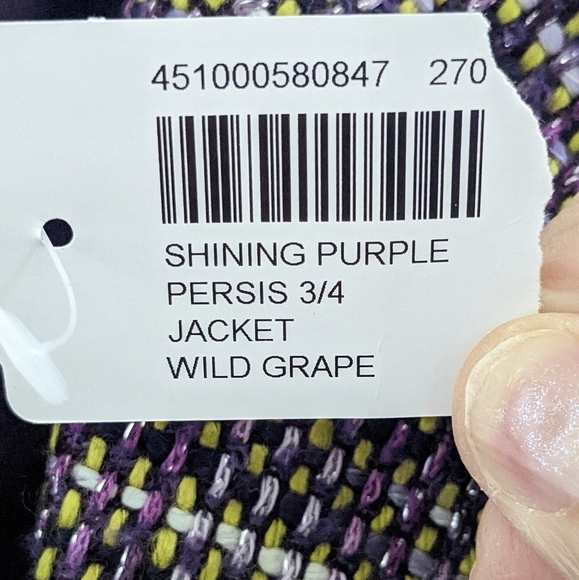 451000580847 270
SHINING PURPLE
PERSIS 3/4
JACKET
WILD GRAPE